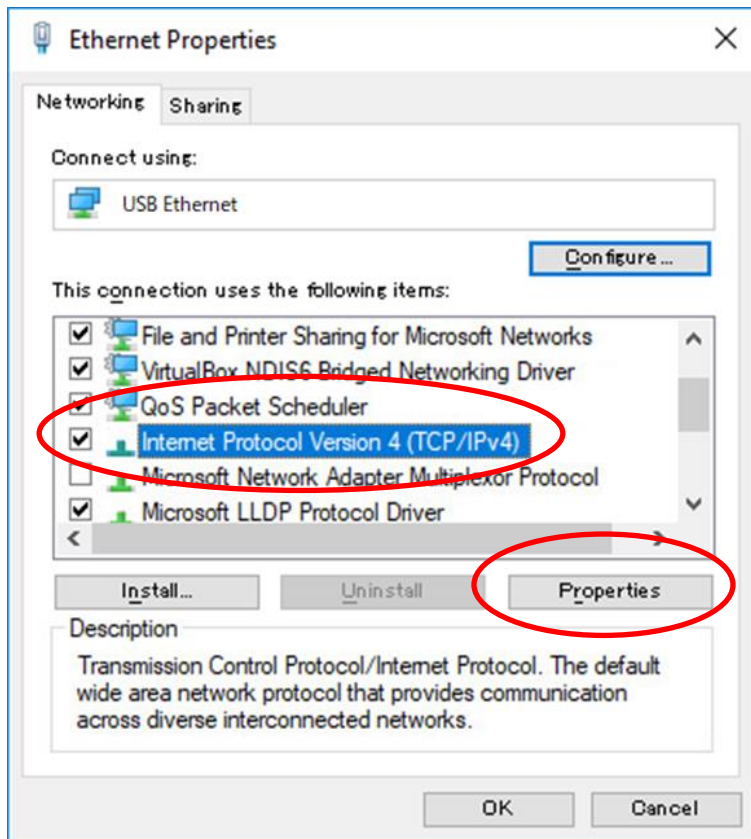 Ethernet Properties
Networking Sharing
Connect using:
USB Ethernet
Configure...
This connection uses the following items:
File and Printer Sharing for Microsoft Networks
VirtualBox NDIS6 Bridged Networking Driver
QoS Packet Scheduler
Internet Protocol Version 4 (TCP/IPv4)
Microsoft Network Adapter Multiplexor Protocol
Microsoft LLDP Protocol Driver
Install... Uninstall Properties
Description
Transmission Control Protocol/Internet Protocol. The default
wide area network protocol that provides communication
across diverse interconnected networks.
OK Cancel